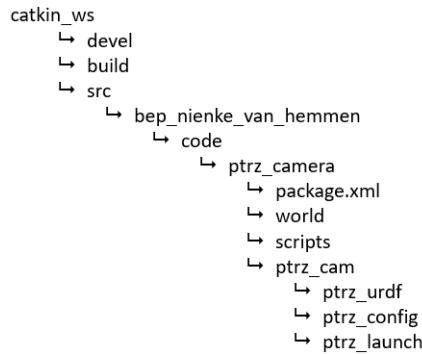 catkin_ws
↳ devel
↳ build
↳ src
↳ bep_nienke_van_hemmen
↳ code
↳ ptrz_camera
↳ package.xml
↳ world
↳ scripts
↳ ptrz_cam
↳ ptrz_urdf
↳ ptrz_config
↳ ptrz_launch